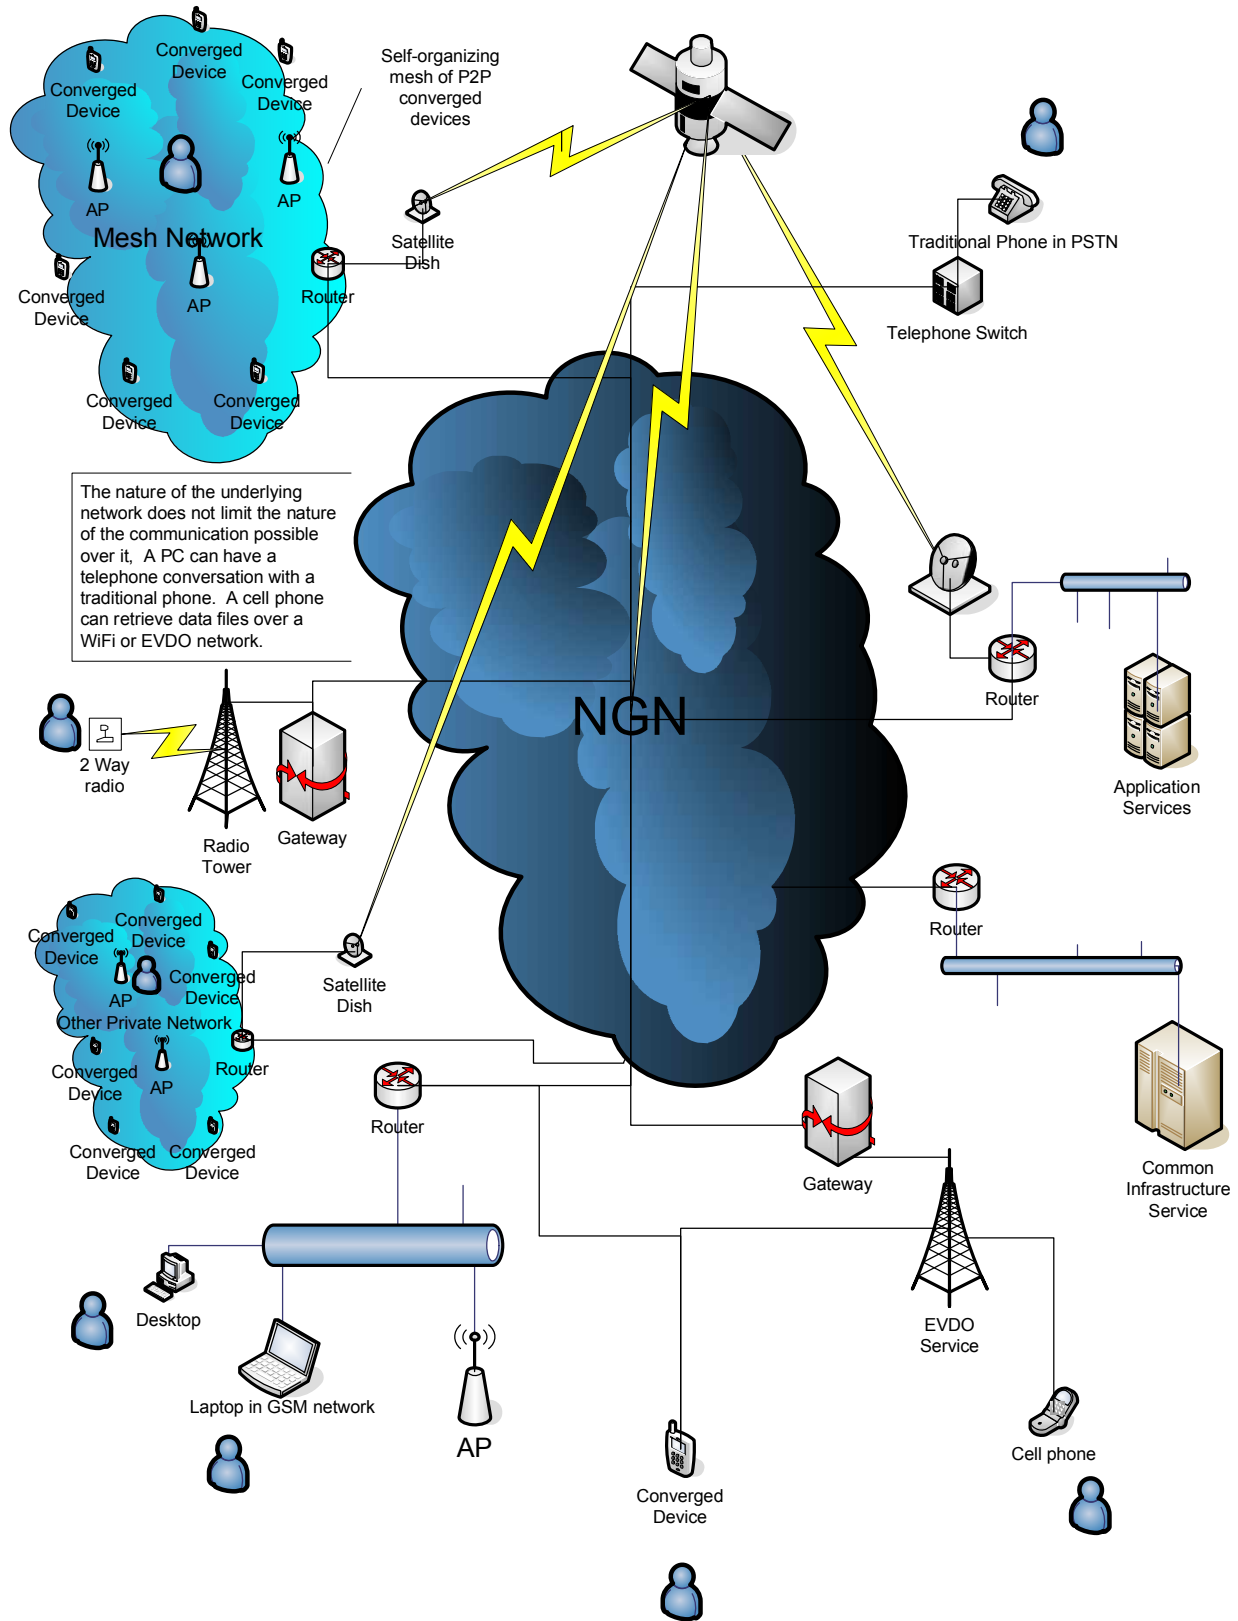 Converged
Device
Converged
Device
Converged
Device
Self-organizing
mesh of P2P
converged
devices
AP
AP
Mesh Network
AP
Converged
Device
Router
Satellite
Dish
Converged
Device
Converged
Device
Traditional Phone in PSTN
Telephone Switch
The nature of the underlying
network does not limit the nature
of the communication possible
over it, A PC can have a
telephone conversation with a
traditional phone. A cell phone
can retrieve data files over a
WiFi or EVDO network.
NGN
Router
Application
Services
2 Way
radio
Radio
Tower
Gateway
Converged
Device
Converged
Device
Converged
Device
AP
Other Private Network
Converged
Device
AP
Router
Converged
Device
Converged
Device
Satellite
Dish
Router
Common
Infrastructure
Service
Router
Gateway
Desktop
Laptop in GSM network
AP
EVDO
Service
Converged
Device
Cell phone